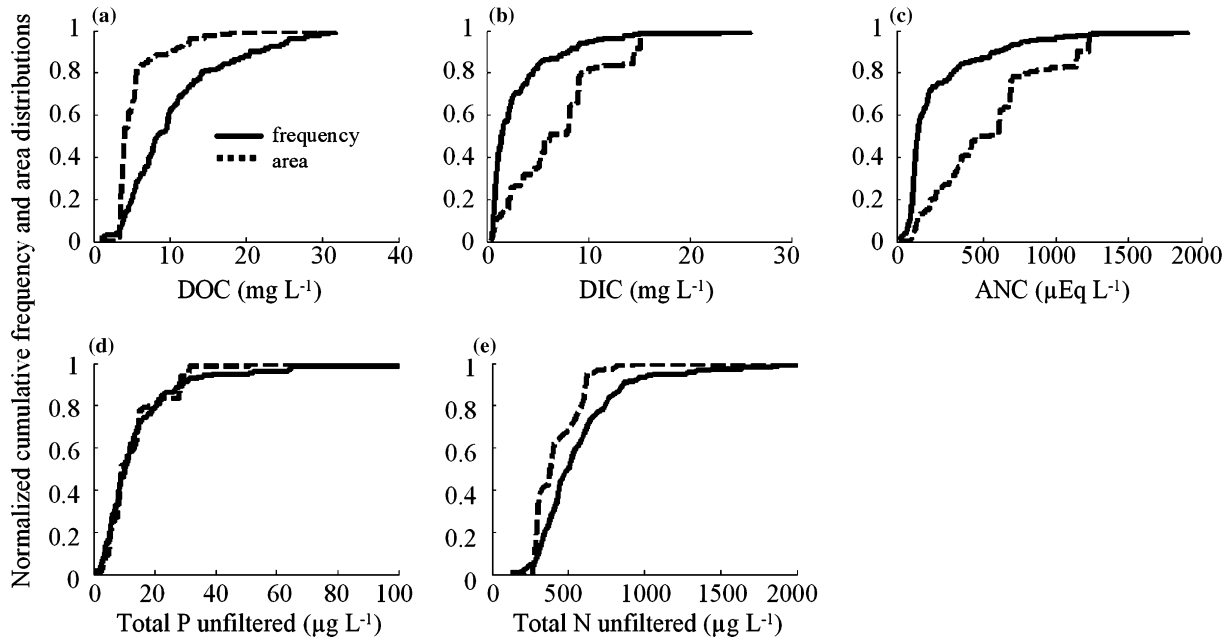 Normalized cumulative frequency and area distributions
(a)
1
0.8
0.6
0.4
0.2
0
frequency
area
0 10 20 30 40
DOC (mg L-1)
(b)
1
0.8
0.6
0.4
0.2
0
0 10 20 30
DIC (mg L-1)
(c)
1
0.8
0.6
0.4
0.2
0
0 500 1000 1500 2000
ANC (µEq L-1)
(d)
1
0.8
0.6
0.4
0.2
0
0 20 40 60 80 100
Total P unfiltered (µg L-1)
(e)
1
0.8
0.6
0.4
0.2
0
0 500 1000 1500 2000
Total N unfiltered (µg L-1)